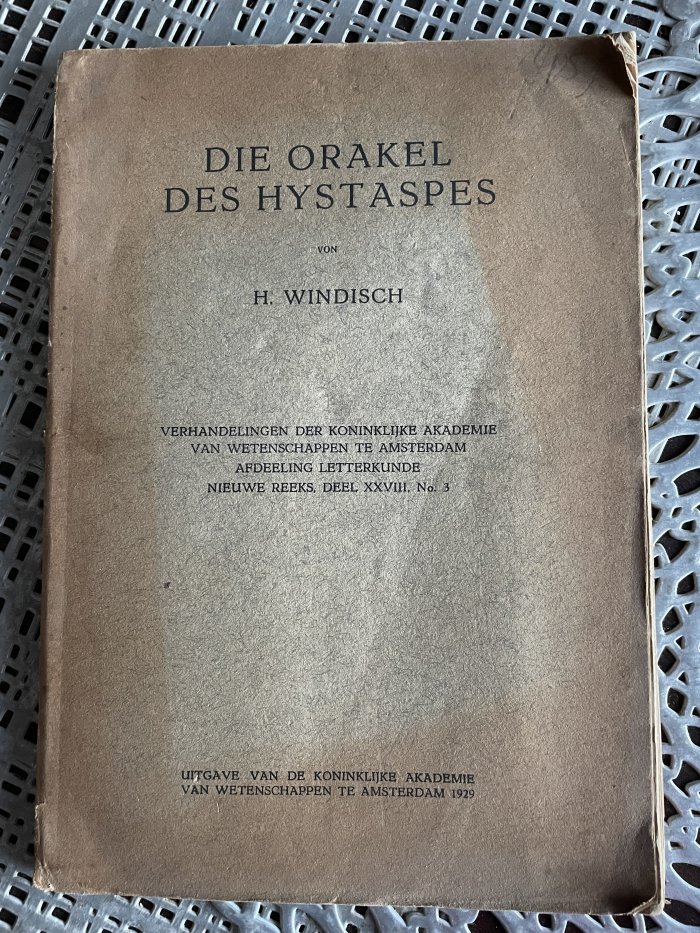 DIE ORAKEL
DES HYSTASPES
VON
H. WINDISCH
VERHANDELINGEN DER KONINKLIJKE AKADEMIE
VAN WETENSCHAPPEN TE AMSTERDAM
AFDEELING LETTERKUNDE
NIEUWE REEKS, DEEL XXVIII, No. 3
UITGAVE VAN DE KONINKLIJKE AKADEMIE
VAN WETENSCHAPPEN TE AMSTERDAM 1929